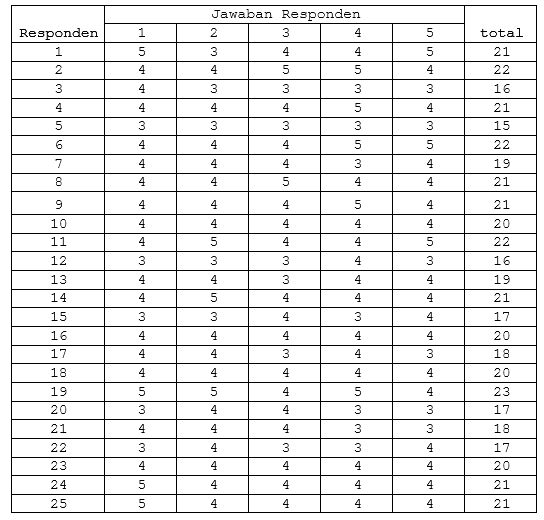 Jawaban Responden
Responden 1 2 3 4 5 total
1 5 3 4 4 5 21
2 4 4 5 5 4 22
3 4 3 3 3 3 16
4 4 4 4 5 4 21
5 3 3 3 3 3 15
6 4 4 4 5 5 22
7 4 4 4 3 4 19
8 4 4 5 4 4 21
9 4 4 4 5 4 21
10 4 4 4 4 4 20
11 4 5 4 4 5 22
12 3 3 3 4 3 16
13 4 4 3 4 4 19
14 4 5 4 4 4 21
15 3 3 4 3 4 17
16 4 4 4 4 4 20
17 4 4 3 4 3 18
18 4 4 4 4 4 20
19 5 5 4 5 4 23
20 3 4 4 3 3 17
21 4 4 4 3 3 18
22 3 4 3 3 4 17
23 4 4 4 4 4 20
24 5 4 4 4 4 21
25 5 4 4 4 4 21